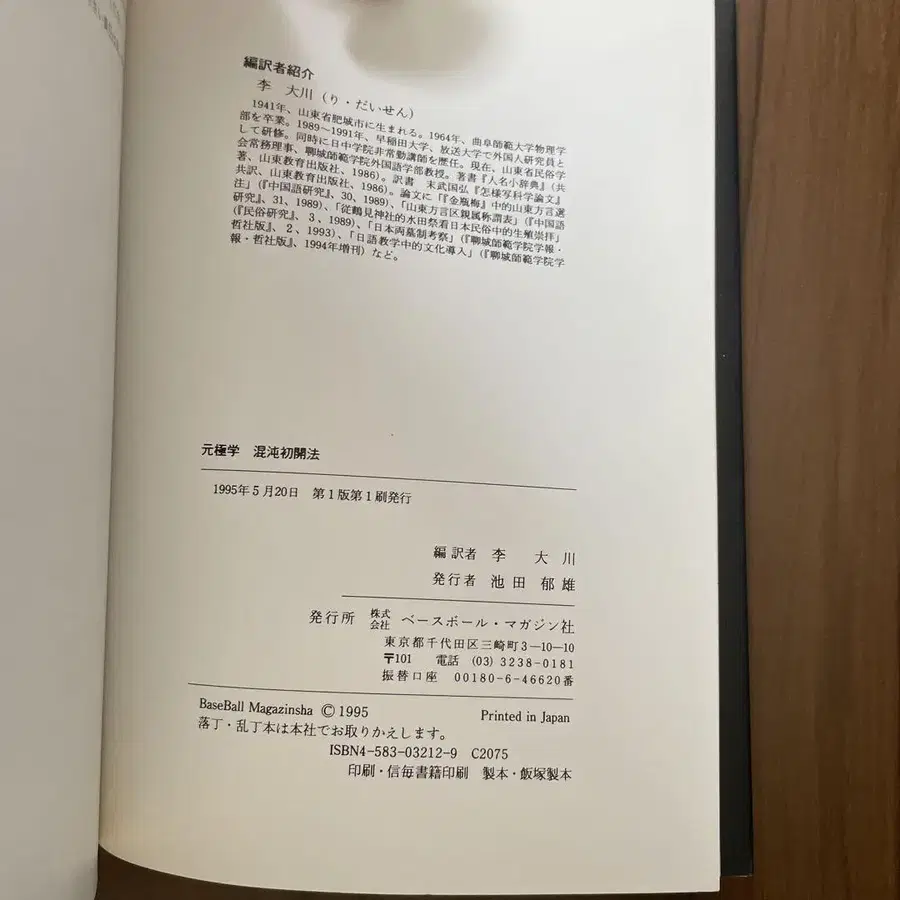 編訳者紹介
李 大川（り・だいせん）
1941年、山東省肥城市に生まれる。1964年、曲阜師範大学物理学
部を卒業。1989～1991年、早稲田大学、放送大学で外国人研究員と
して研修。同時に日中学院非常勤講師を歴任。現在、山東省民俗学
会常務理事、聊城師範学院外国語学部教授。著書『人名小辞典』（共
著、山東教育出版社、1986）。訳書 末武国弘『怎様写科学論文』
共訳、山東教育出版社、1986）。論文に「『金瓶梅』中的山東方言選
注」（『中国語研究』、30、1989）、「山東方言区親属称謂表」（『中国語
研究』、31、1989）、「従鶴見神社的水田祭看日本民俗中的生殖崇拝」
（『民俗研究』、3、1989）、「日本両墓制考察」（『聊城師範学院学報・
哲社版』、2、1993）、「日語教学中的文化導入」（『聊城師範学院学
報・哲社版』、1994年増刊）など。
元極学 混沌初開法
1995年5月20日 第1版第1刷発行
編訳者 李 大 川
発行者 池 田 郁 雄
発行所 株式会社 ベースボール・マガジン社
東京都千代田区三崎町3―10―10
〒101 電話 (03) 3238-0181
振替口座 00180-6-46620番
BaseBall Magazinsha ©1995 Printed in Japan
落丁・乱丁本は本社でお取りかえします。
ISBN4-583-03212-9 C2075
印刷・信毎書籍印刷 製本・飯塚製本